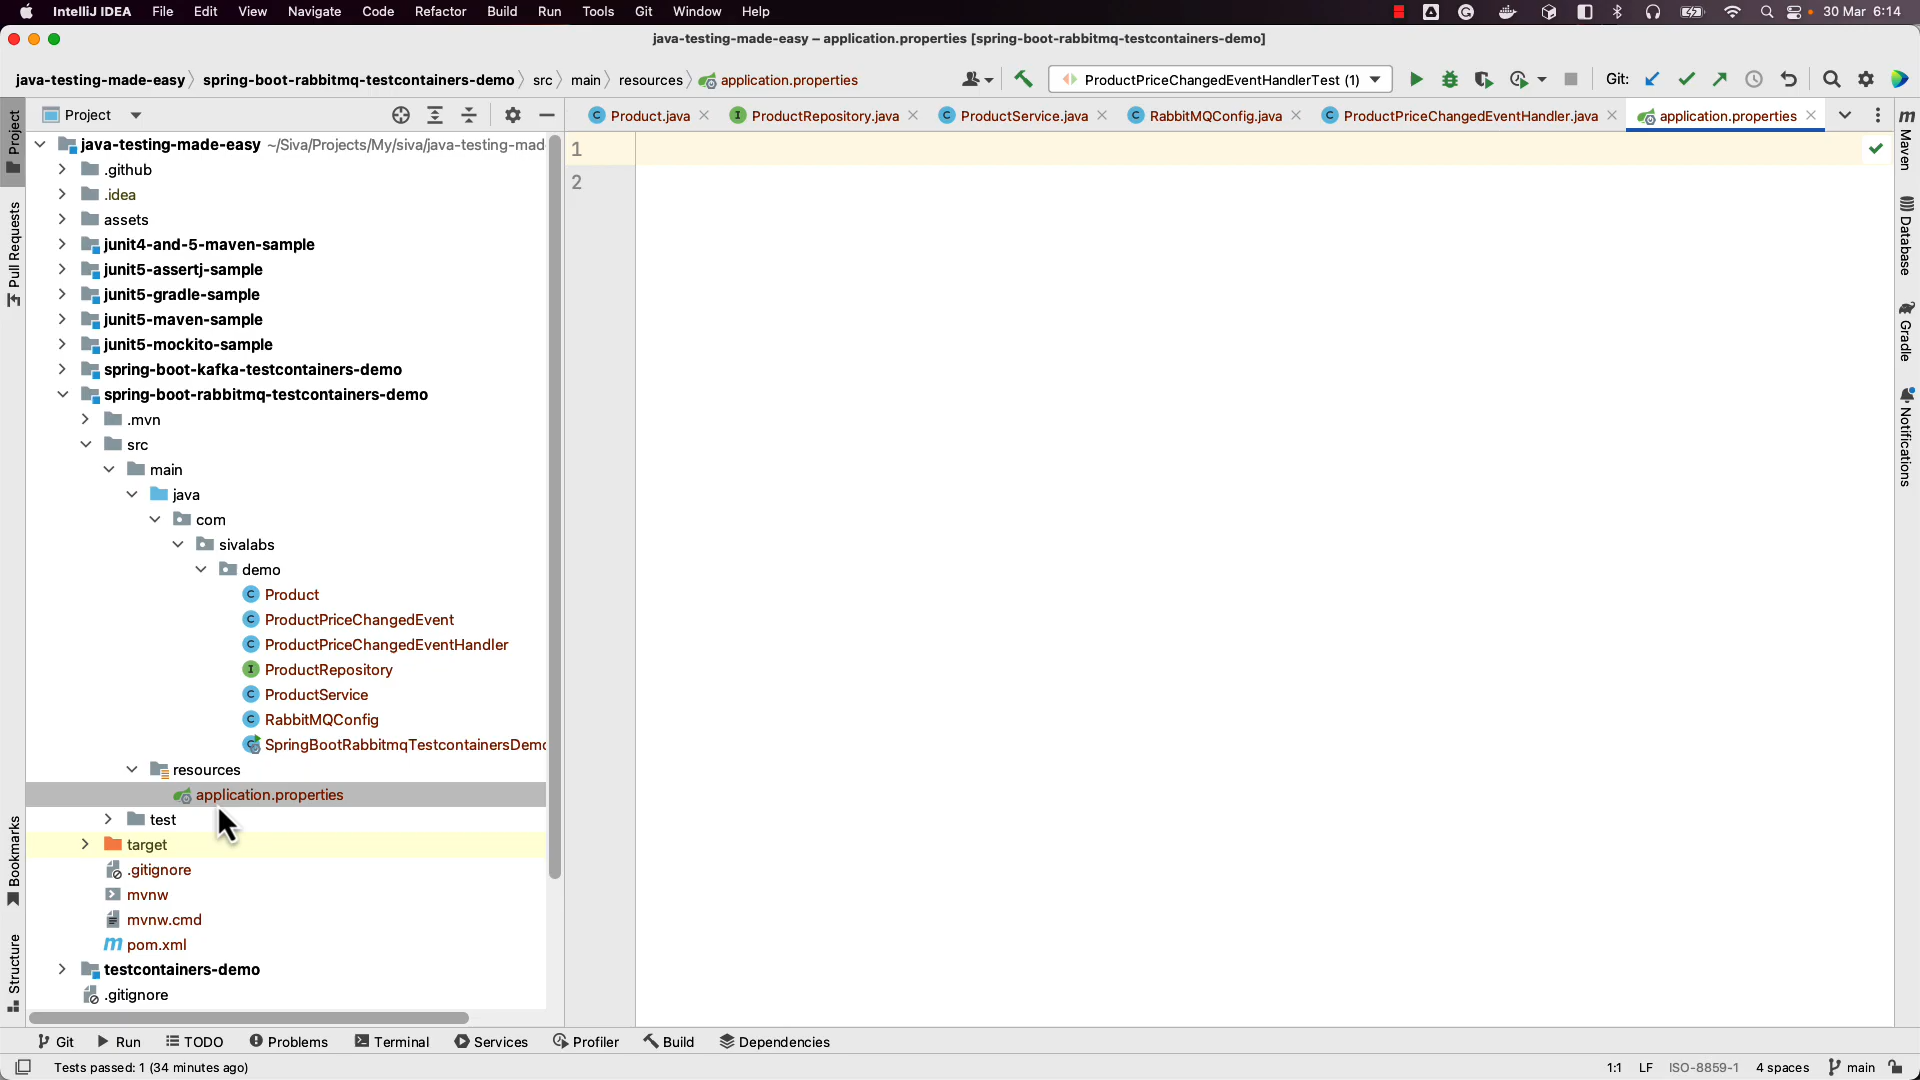 IntelliJ IDEA File Edit View Navigate Code Refactor Build Run Tools Git Window Help 30 Mar 6:14
java-testing-made-easy – application.properties [spring-boot-rabbitmq-testcontainers-demo]
java-testing-made-easy spring-boot-rabbitmq-testcontainers-demo src main resources application.properties ProductPriceChangedEventHandlerTest (1) Git:
Project
Product.java ProductRepository.java ProductService.java RabbitMQConfig.java ProductPriceChangedEventHandler.java application.properties
Project
Pull Requests
Bookmarks
Structure
java-testing-made-easy ~/Siva/Projects/My/siva/java-testing-mad
.github
.idea
assets
junit4-and-5-maven-sample
junit5-assertj-sample
junit5-gradle-sample
junit5-maven-sample
junit5-mockito-sample
spring-boot-kafka-testcontainers-demo
spring-boot-rabbitmq-testcontainers-demo
.mvn
src
main
java
com
sivalabs
demo
Product
ProductPriceChangedEvent
ProductPriceChangedEventHandler
ProductRepository
ProductService
RabbitMQConfig
SpringBootRabbitmqTestcontainersDemo
resources
application.properties
test
target
.gitignore
mvnw
mvnw.cmd
pom.xml
testcontainers-demo
.gitignore
1
2
Maven
Database
Gradle
Notifications
Git Run TODO Problems Terminal Services Profiler Build Dependencies
Tests passed: 1 (34 minutes ago) 1:1 LF ISO-8859-1 4 spaces main